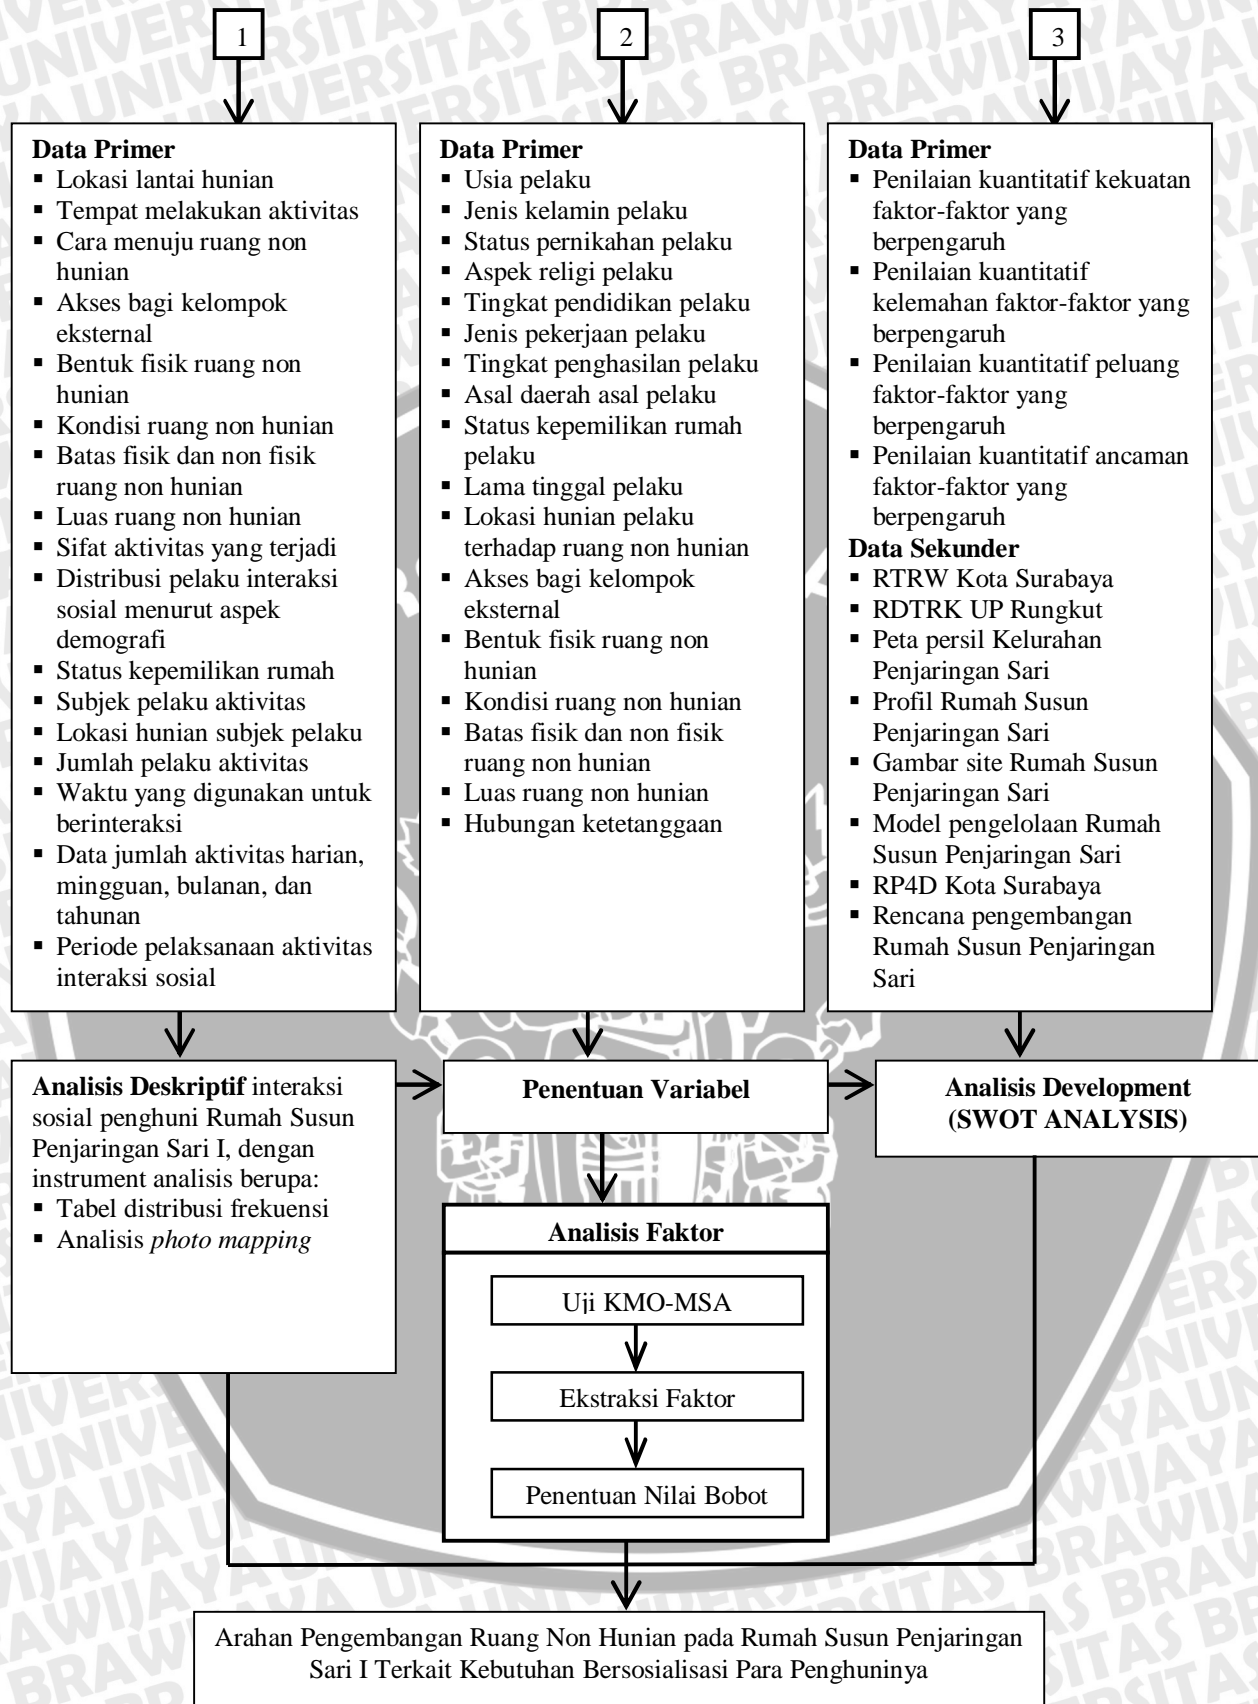 1
2
3
Data Primer
▪ Lokasi lantai hunian
▪ Tempat melakukan aktivitas
▪ Cara menuju ruang non
hunian
▪ Akses bagi kelompok
eksternal
▪ Bentuk fisik ruang non
hunian
▪ Kondisi ruang non hunian
▪ Batas fisik dan non fisik
ruang non hunian
▪ Luas ruang non hunian
▪ Sifat aktivitas yang terjadi
▪ Distribusi pelaku interaksi
sosial menurut aspek
demografi
▪ Status kepemilikan rumah
▪ Subjek pelaku aktivitas
▪ Lokasi hunian subjek pelaku
▪ Jumlah pelaku aktivitas
▪ Waktu yang digunakan untuk
berinteraksi
▪ Data jumlah aktivitas harian,
mingguan, bulanan, dan
tahunan
▪ Periode pelaksanaan aktivitas
interaksi sosial
Data Primer
▪ Usia pelaku
▪ Jenis kelamin pelaku
▪ Status pernikahan pelaku
▪ Aspek religi pelaku
▪ Tingkat pendidikan pelaku
▪ Jenis pekerjaan pelaku
▪ Tingkat penghasilan pelaku
▪ Asal daerah asal pelaku
▪ Status kepemilikan rumah
pelaku
▪ Lama tinggal pelaku
▪ Lokasi hunian pelaku
terhadap ruang non hunian
▪ Akses bagi kelompok
eksternal
▪ Bentuk fisik ruang non
hunian
▪ Kondisi ruang non hunian
▪ Batas fisik dan non fisik
ruang non hunian
▪ Luas ruang non hunian
▪ Hubungan ketetanggaan
Data Primer
▪ Penilaian kuantitatif kekuatan
faktor-faktor yang
berpengaruh
▪ Penilaian kuantitatif
kelemahan faktor-faktor yang
berpengaruh
▪ Penilaian kuantitatif peluang
faktor-faktor yang
berpengaruh
▪ Penilaian kuantitatif ancaman
faktor-faktor yang
berpengaruh
Data Sekunder
▪ RTRW Kota Surabaya
▪ RDTRK UP Rungkut
▪ Peta persil Kelurahan
Penjaringan Sari
▪ Profil Rumah Susun
Penjaringan Sari
▪ Gambar site Rumah Susun
Penjaringan Sari
▪ Model pengelolaan Rumah
Susun Penjaringan Sari
▪ RP4D Kota Surabaya
▪ Rencana pengembangan
Rumah Susun Penjaringan
Sari
Analisis Deskriptif interaksi
sosial penghuni Rumah Susun
Penjaringan Sari I, dengan
instrument analisis berupa:
▪ Tabel distribusi frekuensi
▪ Analisis photo mapping
Penentuan Variabel
Analisis Development
(SWOT ANALYSIS)
Analisis Faktor
Uji KMO-MSA
Ekstraksi Faktor
Penentuan Nilai Bobot
Arahan Pengembangan Ruang Non Hunian pada Rumah Susun Penjaringan
Sari I Terkait Kebutuhan Bersosialisasi Para Penghuninya